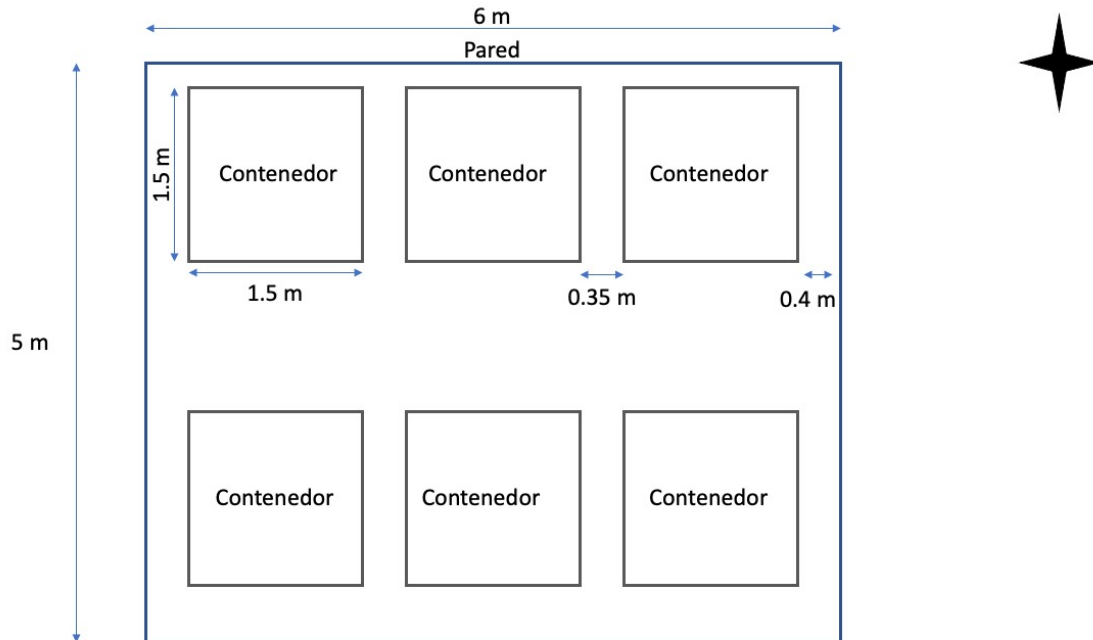 6 m
Pared
1.5 m
Contenedor
Contenedor
Contenedor
1.5 m
0.35 m
0.4 m
5 m
Contenedor
Contenedor
Contenedor